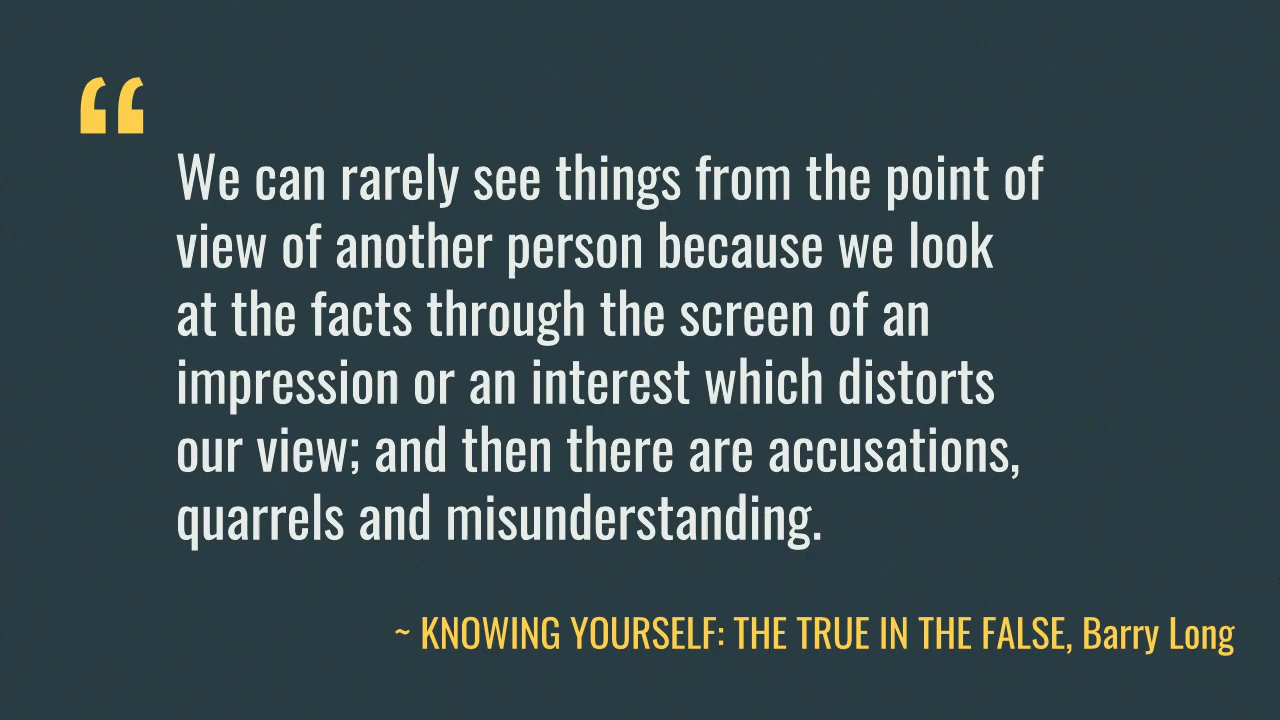 “
We can rarely see things from the point of
view of another person because we look
at the facts through the screen of an
impression or an interest which distorts
our view; and then there are accusations,
quarrels and misunderstanding.
~ KNOWING YOURSELF: THE TRUE IN THE FALSE, Barry Long